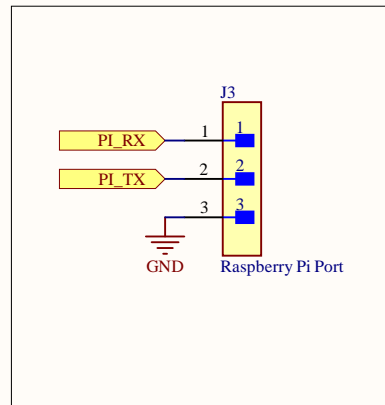 J3
PI_RX 1 1
PI_TX 2 2
3 3
GND
Raspberry Pi Port